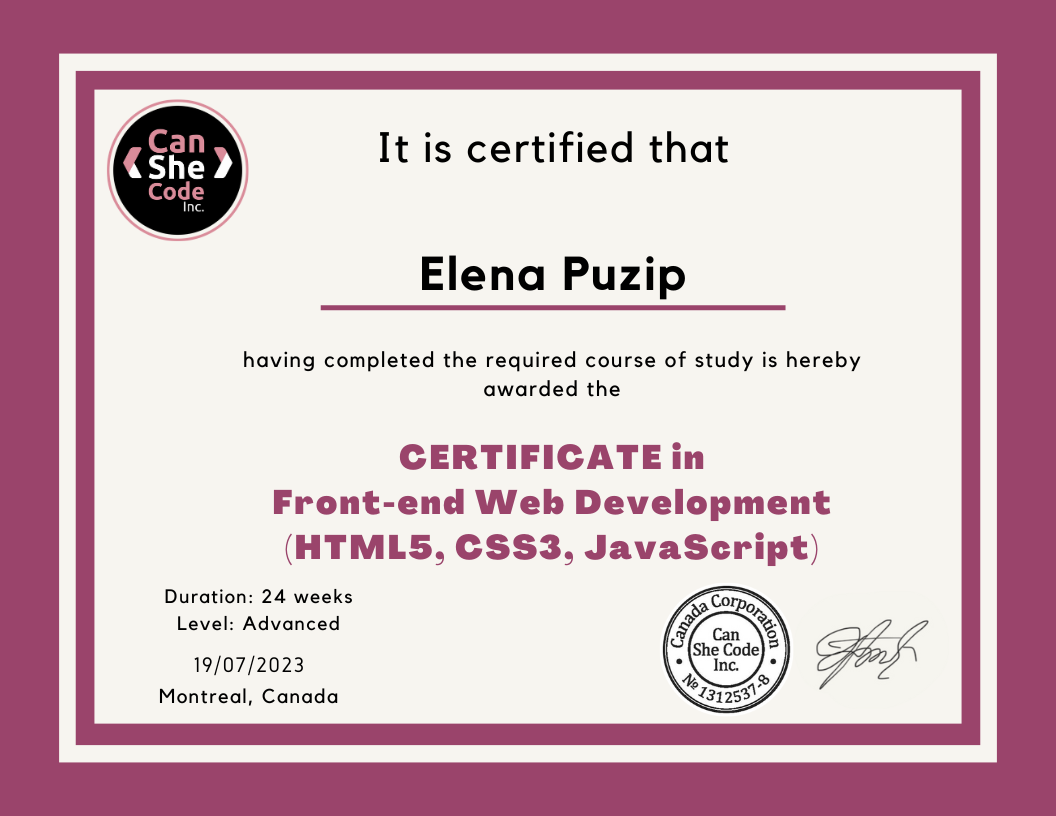 Can
She
Code
Inc.
It is certified that
Elena Puzip
having completed the required course of study is hereby
awarded the
CERTIFICATE in
Front-end Web Development
(HTML5, CSS3, JavaScript)
Duration: 24 weeks
Level: Advanced
19/07/2023
Montreal, Canada
Canada Corporation
Can
She Code
Inc.
№ 1312537-8